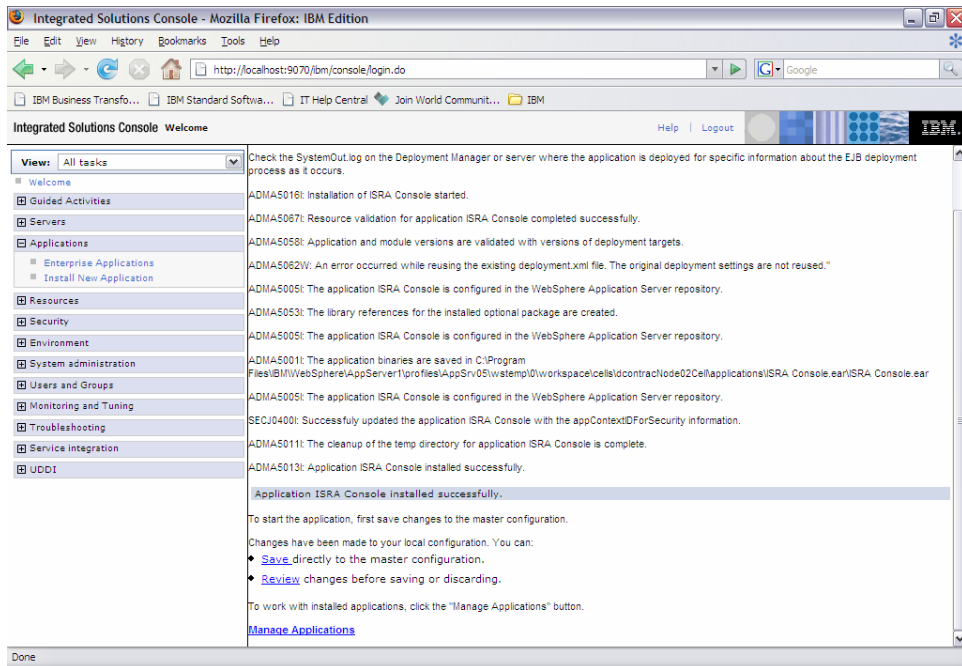 Integrated Solutions Console - Mozilla Firefox: IBM Edition
File Edit View History Bookmarks Tools Help
http://localhost:9070/ibm/console/login.do
G Google
IBM Business Transfo... IBM Standard Softwa... IT Help Central Join World Communit... IBM
Integrated Solutions Console Welcome
Help | Logout
IBM.
View: All tasks
Welcome
Guided Activities
Servers
Applications
Enterprise Applications
Install New Application
Resources
Security
Environment
System administration
Users and Groups
Monitoring and Tuning
Troubleshooting
Service integration
UDDI
Check the SystemOut.log on the Deployment Manager or server where the application is deployed for specific information about the EJB deployment
process as it occurs.
ADMA5016I: Installation of ISRA Console started.
ADMA5067I: Resource validation for application ISRA Console completed successfully.
ADMA5058I: Application and module versions are validated with versions of deployment targets.
ADMA5062W: An error occurred while reusing the existing deployment.xml file. The original deployment settings are not reused."
ADMA5005I: The application ISRA Console is configured in the WebSphere Application Server repository.
ADMA5053I: The library references for the installed optional package are created.
ADMA5005I: The application ISRA Console is configured in the WebSphere Application Server repository.
ADMA5001I: The application binaries are saved in C:\Program
Files\IBM\WebSphere\AppServer1\profiles\AppSrv05\wstemp\0\workspace\cells\dcontracNode02Cell\applications\ISRA Console.ear\ISRA Console.ear
ADMA5005I: The application ISRA Console is configured in the WebSphere Application Server repository.
SECJ0400I: Successfuly updated the application ISRA Console with the appContextIDForSecurity information.
ADMA5011I: The cleanup of the temp directory for application ISRA Console is complete.
ADMA5013I: Application ISRA Console installed successfully.
Application ISRA Console installed successfully.
To start the application, first save changes to the master configuration.
Changes have been made to your local configuration. You can:
Save directly to the master configuration.
Review changes before saving or discarding.
To work with installed applications, click the "Manage Applications" button.
Manage Applications
Done